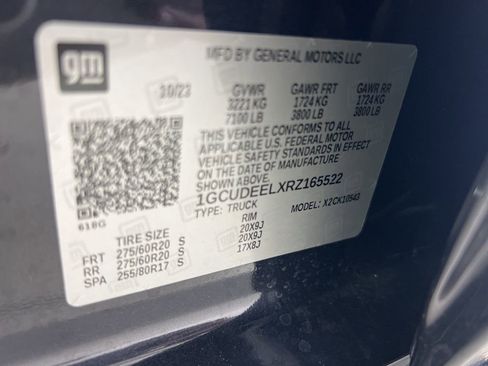 gm
MFD BY GENERAL MOTORS LLC
10/23 GVWR GAWR FRT GAWR RR
3221 KG 1724 KG 1724 KG
7100 LB 3800 LB 3800 LB
THIS VEHICLE CONFORMS TO ALL APPLICABLE
U.S. FEDERAL MOTOR
VEHICLE SAFETY STANDARDS IN EFFECT
ON THE DATE OF MANUFACTURE
SHOWN ABOVE.
1GCUDEELXRZ165522
TYPE: TRUCK MODEL: X2CK10543
618G
TIRE SIZE RIM
FRT 275/60R20 S 20X9J
RR 275/60R20 S 20X9J
SPA 255/80R17 S 17X8J